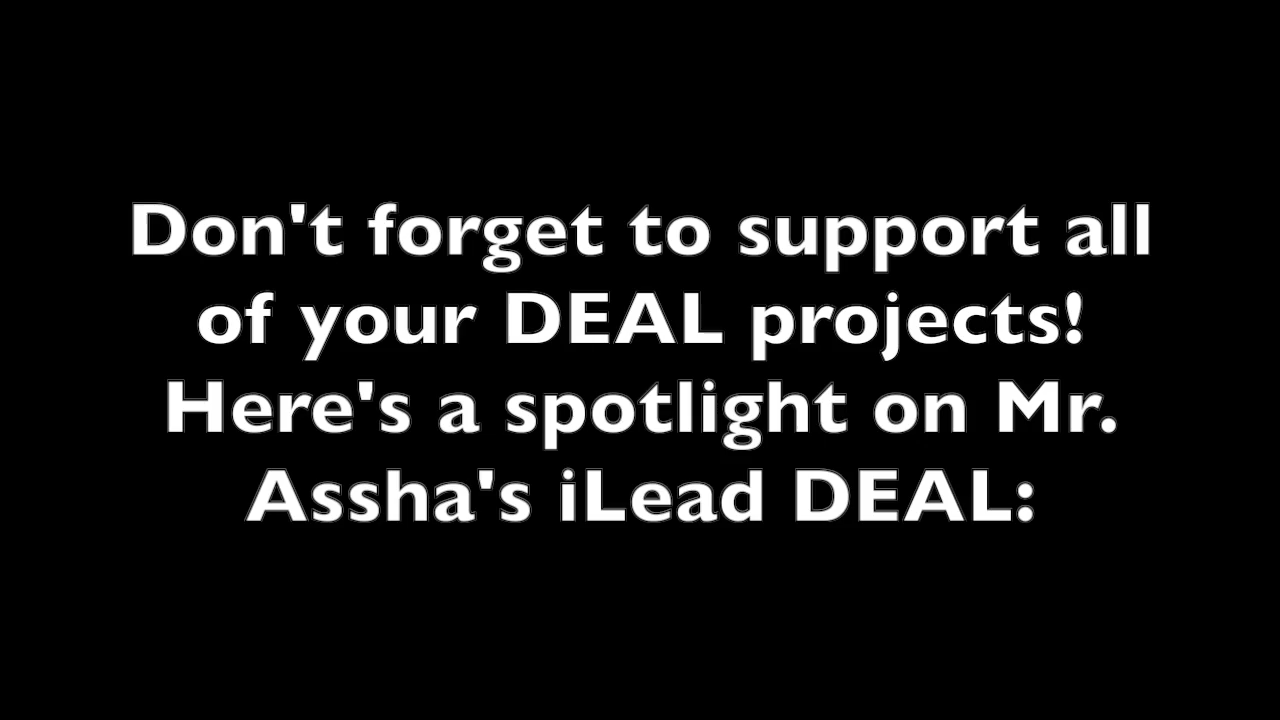 Don't forget to support all
of your DEAL projects!
Here's a spotlight on Mr.
Assha's iLead DEAL: